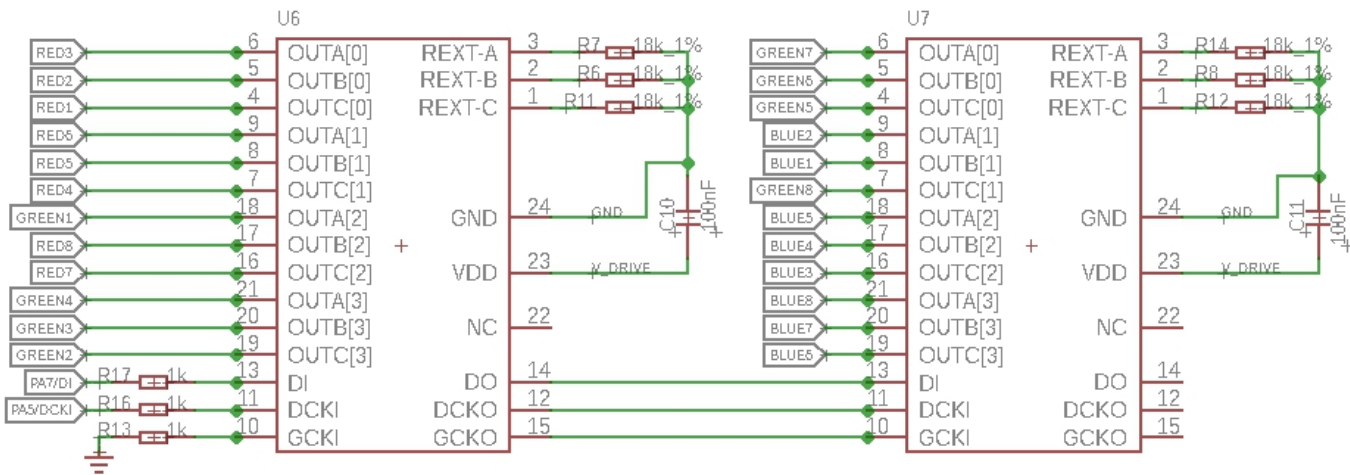 U6 U7
RED3 6 OUTA[0] REXT-A 3 R7 18k_1% GREEN7 6 OUTA[0] REXT-A 3 R14 18k_1%
RED2 5 OUTB[0] REXT-B 2 R6 18k_1% GREEN6 5 OUTB[0] REXT-B 2 R8 18k_1%
RED1 4 OUTC[0] REXT-C 1 R11 18k_1% GREEN5 4 OUTC[0] REXT-C 1 R12 18k_1%
RED6 9 OUTA[1] BLUE2 9 OUTA[1]
RED5 8 OUTB[1] BLUE1 8 OUTB[1]
RED4 7 OUTC[1] GREEN8 7 OUTC[1]
GREEN1 18 OUTA[2] GND 24 GND C10 100nF BLUE5 18 OUTA[2] GND 24 GND C11 100nF
RED8 17 OUTB[2] BLUE4 17 OUTB[2]
RED7 16 OUTC[2] VDD 23 V_DRIVE BLUE3 16 OUTC[2] VDD 23 V_DRIVE
GREEN4 21 OUTA[3] BLUE8 21 OUTA[3]
GREEN3 20 OUTB[3] NC 22 BLUE7 20 OUTB[3] NC 22
GREEN2 19 OUTC[3] BLUE6 19 OUTC[3]
PA7/DI R17 1k 13 DI DO 14 13 DI DO 14
PA5/DCKI R16 1k 11 DCKI DCKO 12 11 DCKI DCKO 12
R13 1k 10 GCKI GCKO 15 10 GCKI GCKO 15